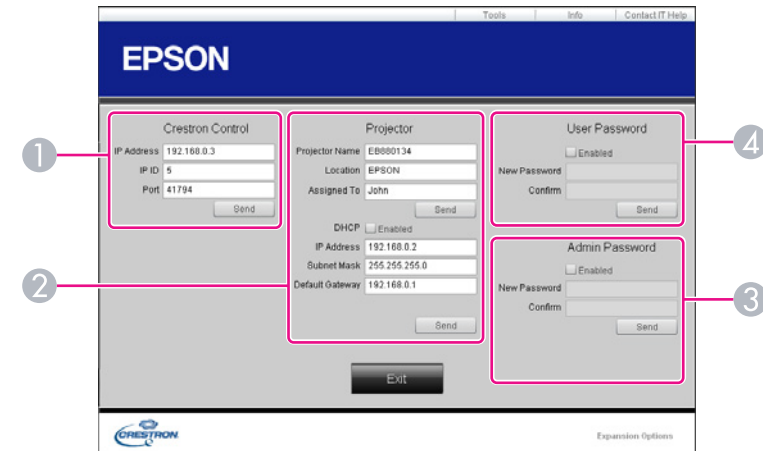 Tools Info Contact IT Help
EPSON
1
Crestron Control
IP Address 192.168.0.3
IP ID 5
Port 41794
Send
2
Projector
Projector Name EB880134
Location EPSON
Assigned To John
Send
DHCP Enabled
IP Address 192.168.0.2
Subnet Mask 255.255.255.0
Default Gateway 192.168.0.1
Send
4
User Password
Enabled
New Password
Confirm
Send
3
Admin Password
Enabled
New Password
Confirm
Send
Exit
CRESTRON
Expansion Options